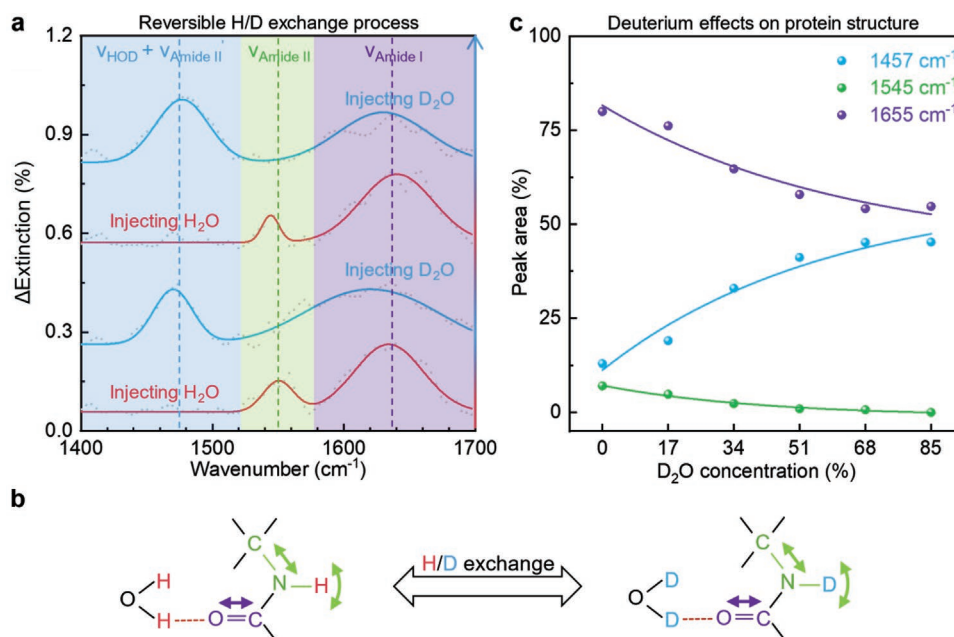 a
Reversible H/D exchange process
1.2
0.9
0.6
0.3
0.0
ΔExtinction (%)
νHOD + νAmide II
νAmide II
νAmide I
Injecting D₂O
Injecting H₂O
Injecting D₂O
Injecting H₂O
1400 1500 1600 1700
Wavenumber (cm⁻¹)
c
Deuterium effects on protein structure
100
75
50
25
0
Peak area (%)
1457 cm⁻¹
1545 cm⁻¹
1655 cm⁻¹
0 17 34 51 68 85
D₂O concentration (%)
b
H
O
H
C
N H
O C
H/D exchange
D
O
D
C
N D
O C